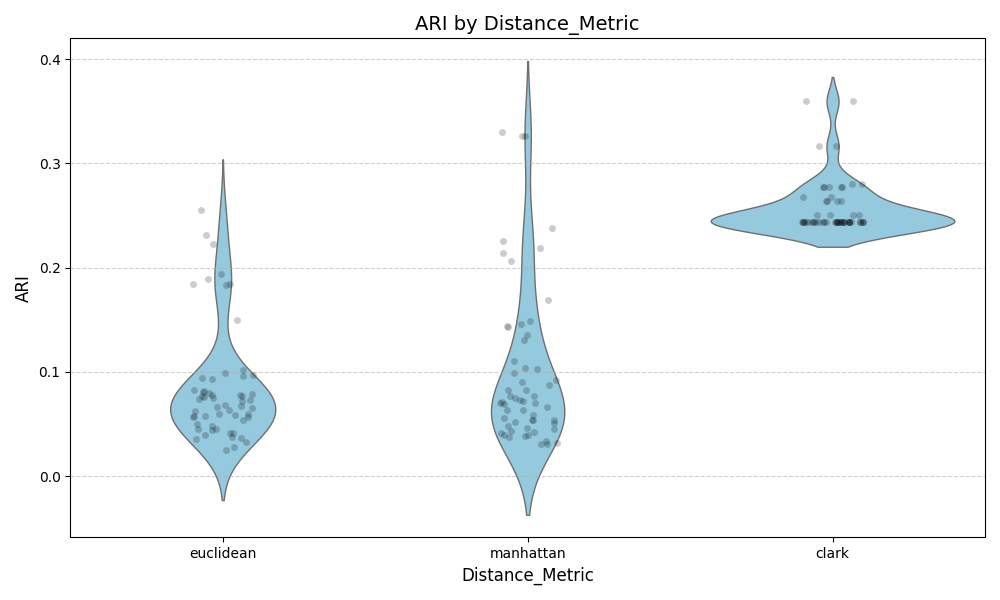 ARI by Distance_Metric
ARI
0.4
0.3
0.2
0.1
0.0
euclidean
manhattan
clark
Distance_Metric